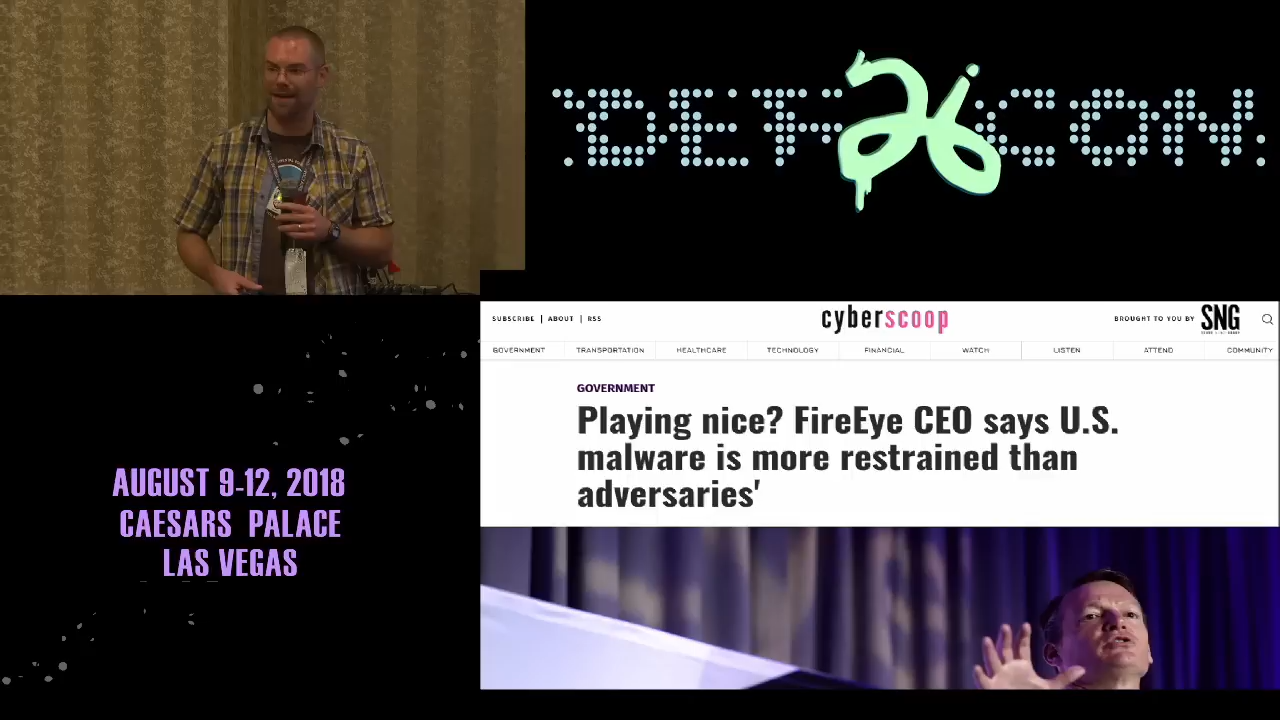 DEF 26 CON
SUBSCRIBE | ABOUT | RSS
cyberscoop
BROUGHT TO YOU BY SNG
GOVERNMENT TRANSPORTATION HEALTHCARE TECHNOLOGY FINANCIAL WATCH LISTEN ATTEND COMMUNITY
GOVERNMENT
Playing nice? FireEye CEO says U.S.
malware is more restrained than
adversaries'
AUGUST 9-12, 2018
CAESARS PALACE
LAS VEGAS